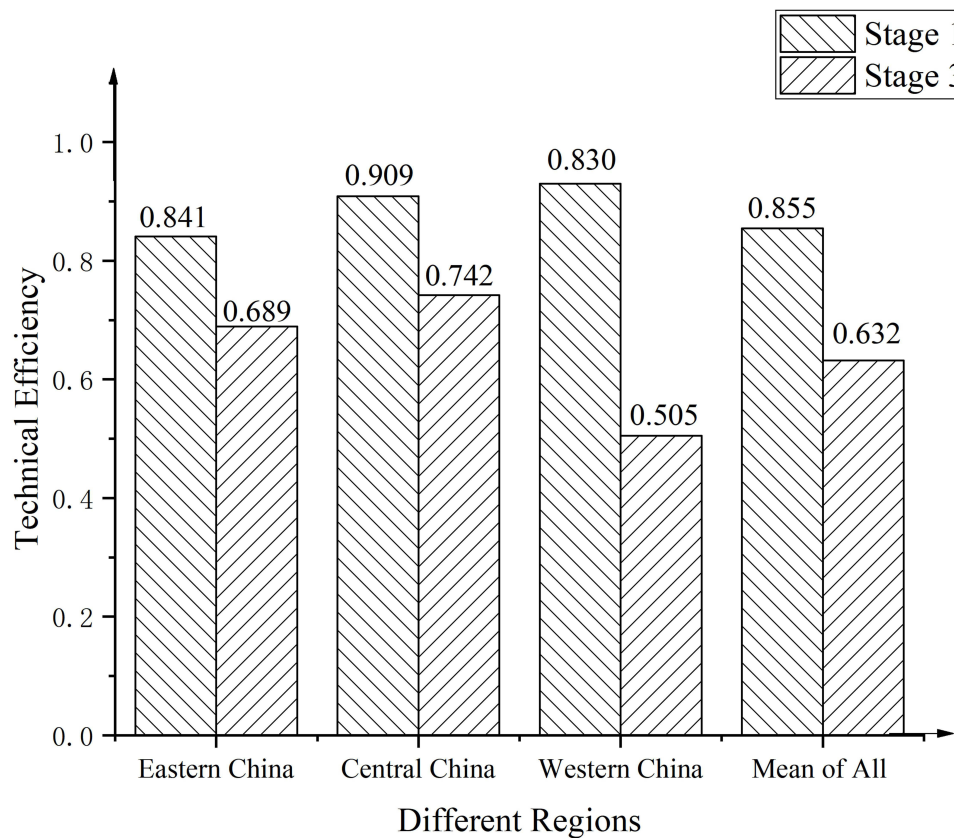 Stage 1
Stage 3
1.0
0.8
0.6
0.4
0.2
0.0
Technical Efficiency
0.841
0.689
0.909
0.742
0.830
0.505
0.855
0.632
Eastern China
Central China
Western China
Mean of All
Different Regions